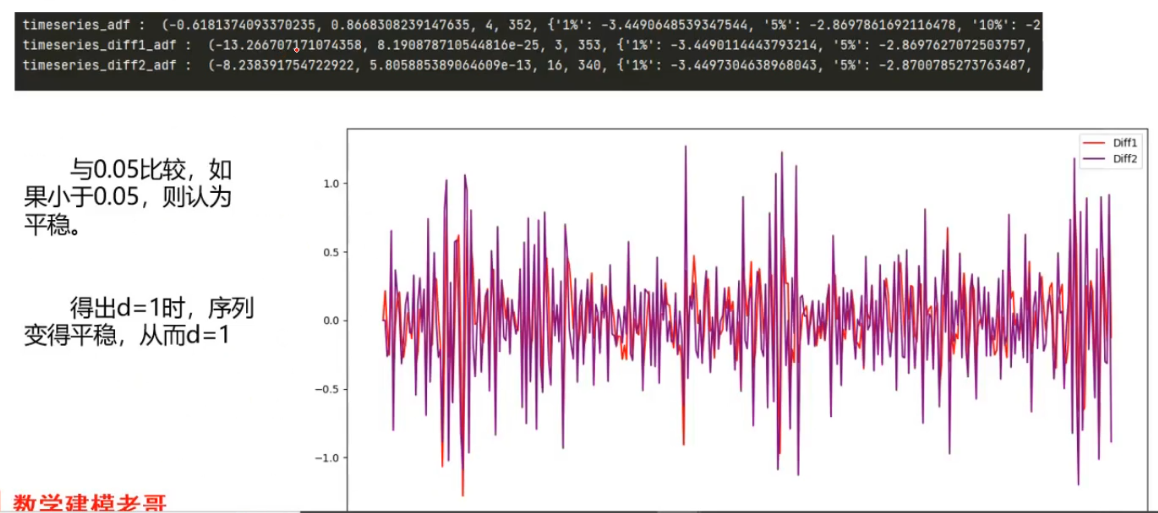 timeseries_adf :  (-0.6181374093370235, 0.8668308239147635, 4, 352, {'1%': -3.4490648539347544, '5%': -2.8697861692116478, '10%': -2
timeseries_diff1_adf :  (-13.266707171074358, 8.190878710544816e-25, 3, 353, {'1%': -3.4490114443793214, '5%': -2.8697627072503757,
timeseries_diff2_adf :  (-8.238391754722922, 5.805885389064609e-13, 16, 340, {'1%': -3.4497304638968043, '5%': -2.8700785273763487,
与0.05比较，如
果小于0.05，则认为
平稳。
得出d=1时，序列
变得平稳，从而d=1
Diff1
Diff2
1.0
0.5
0.0
−0.5
−1.0
数学建模老哥